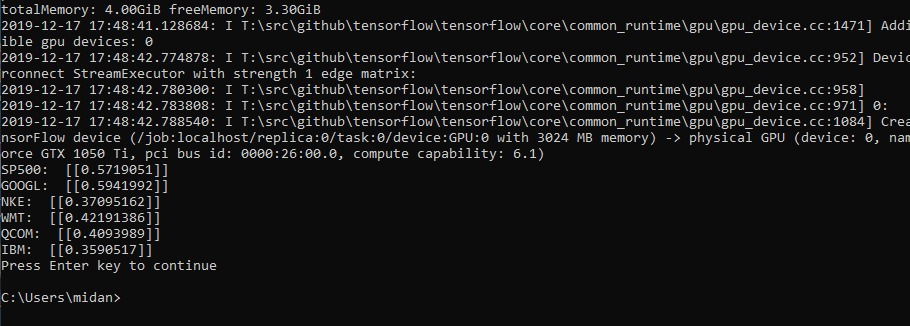 totalMemory: 4.00GiB freeMemory: 3.30GiB
2019-12-17 17:48:41.128684: I T:\src\github\tensorflow\tensorflow\core\common_runtime\gpu\gpu_device.cc:1471] Addi
ible gpu devices: 0
2019-12-17 17:48:42.774878: I T:\src\github\tensorflow\tensorflow\core\common_runtime\gpu\gpu_device.cc:952] Devic
rconnect StreamExecutor with strength 1 edge matrix:
2019-12-17 17:48:42.780300: I T:\src\github\tensorflow\tensorflow\core\common_runtime\gpu\gpu_device.cc:958]
2019-12-17 17:48:42.783808: I T:\src\github\tensorflow\tensorflow\core\common_runtime\gpu\gpu_device.cc:971] 0:
2019-12-17 17:48:42.788540: I T:\src\github\tensorflow\tensorflow\core\common_runtime\gpu\gpu_device.cc:1084] Crea
nsorFlow device (/job:localhost/replica:0/task:0/device:GPU:0 with 3024 MB memory) -> physical GPU (device: 0, nam
orce GTX 1050 Ti, pci bus id: 0000:26:00.0, compute capability: 6.1)
SP500:  [[0.5719051]]
GOOGL:  [[0.5941992]]
NKE:  [[0.37095162]]
WMT:  [[0.42191386]]
QCOM:  [[0.4093989]]
IBM:  [[0.3590517]]
Press Enter key to continue
C:\Users\midan>